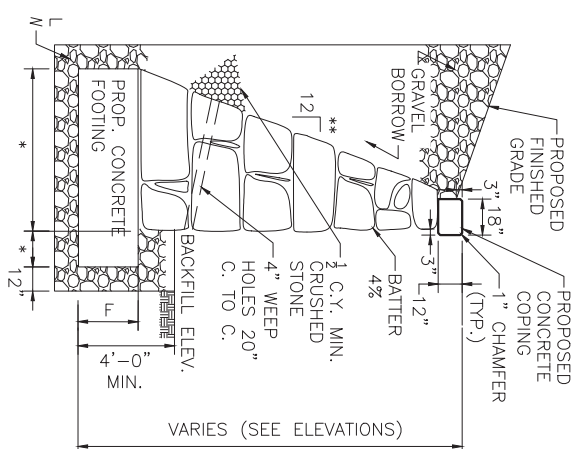 PROPOSED
FINISHED
GRADE
3"
18"
PROPOSED
CONCRETE
COPING
1" CHAMFER
(TYP.)
GRAVEL
BORROW
12
**
BATTER
4%
3"
12"
1/2 C.Y. MIN.
CRUSHED
STONE
4" WEEP
HOLES 20"
C. TO C.
BACKFILL ELEV.
PROP. CONCRETE
FOOTING
*
*
12"
F
4'-0"
MIN.
VARIES (SEE ELEVATIONS)